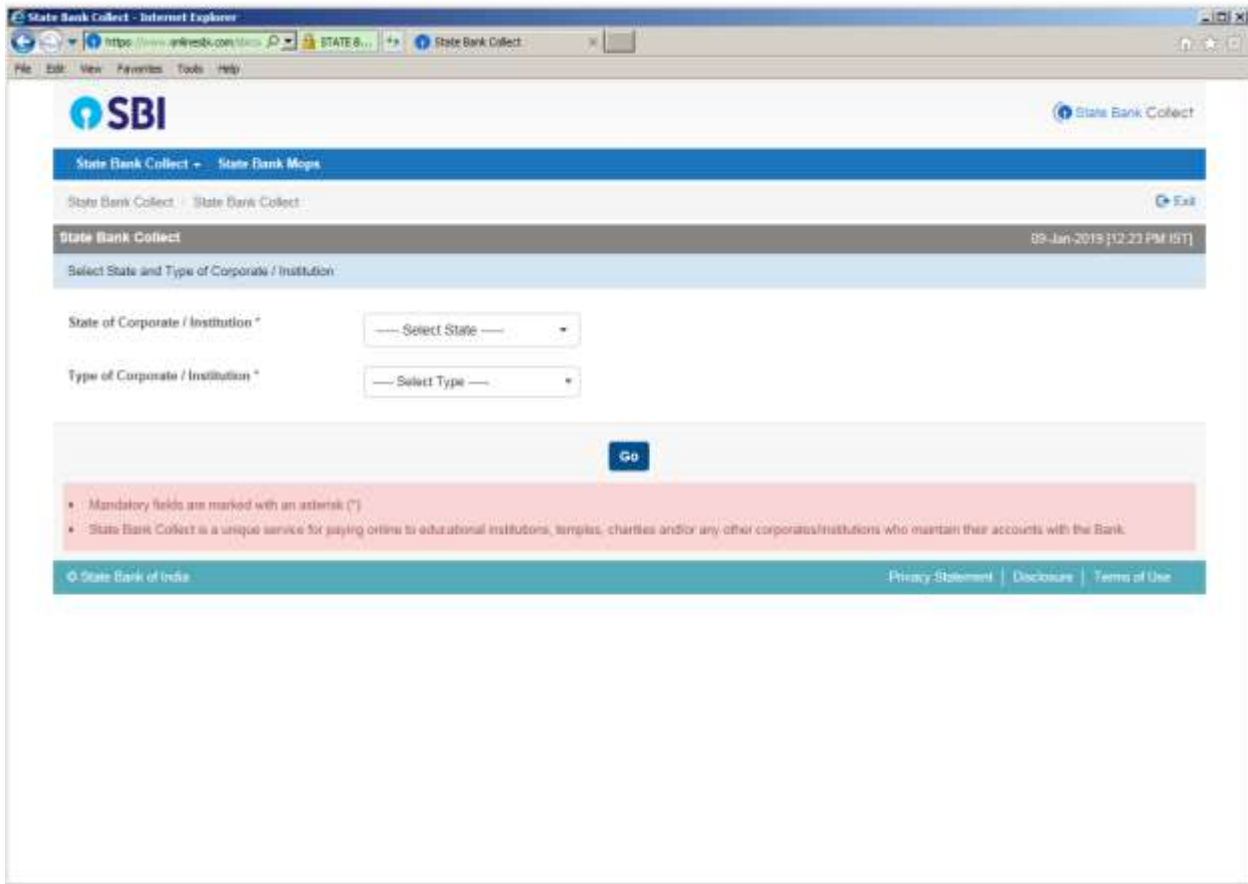 State Bank Collect - Internet Explorer
https://www.onlinesbi.com STATE B... State Bank Collect
File Edit View Favorites Tools Help
SBI
State Bank Collect
State Bank Collect State Bank Mops
State Bank Collect / State Bank Collect
Exit
State Bank Collect
09-Jan-2019 [12:23 PM IST]
Select State and Type of Corporate / Institution
State of Corporate / Institution *
----- Select State -----
Type of Corporate / Institution *
----- Select Type -----
Go
Mandatory fields are marked with an asterisk (*)
State Bank Collect is a unique service for paying online to educational institutions, temples, charities and/or any other corporates/institutions who maintain their accounts with the Bank.
© State Bank of India
Privacy Statement | Disclosure | Terms of Use